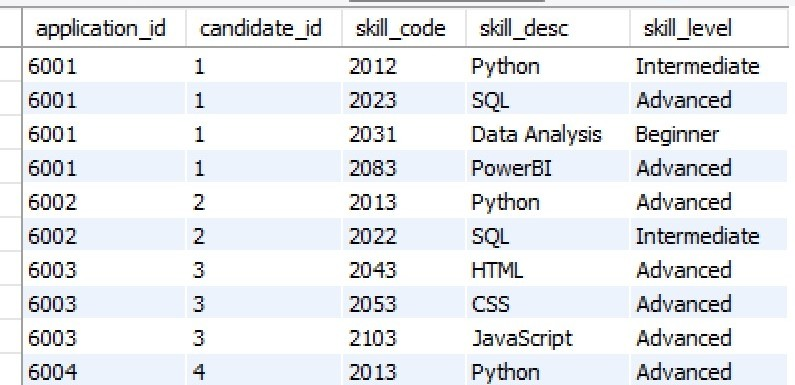 application_id candidate_id skill_code skill_desc skill_level
6001 1 2012 Python Intermediate
6001 1 2023 SQL Advanced
6001 1 2031 Data Analysis Beginner
6001 1 2083 PowerBI Advanced
6002 2 2013 Python Advanced
6002 2 2022 SQL Intermediate
6003 3 2043 HTML Advanced
6003 3 2053 CSS Advanced
6003 3 2103 JavaScript Advanced
6004 4 2013 Python Advanced